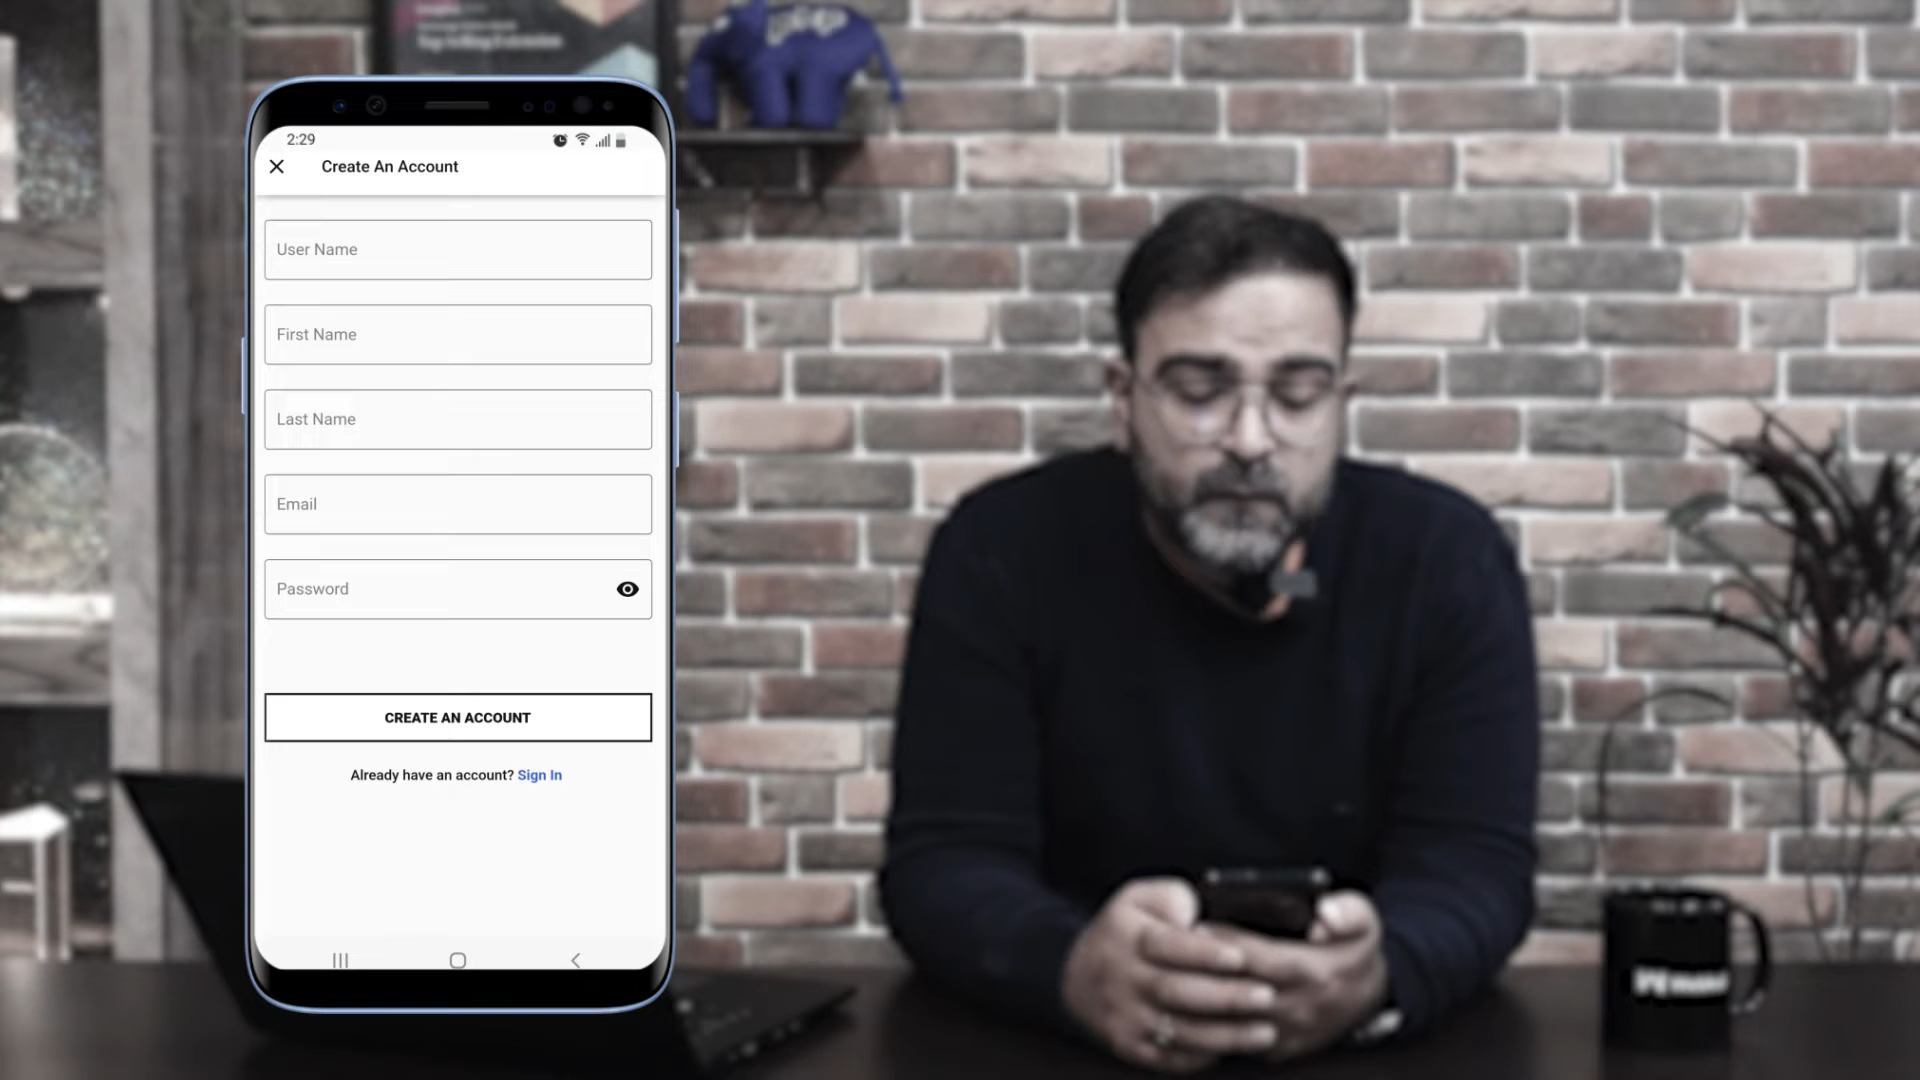 2:29
Create An Account
User Name
First Name
Last Name
Email
Password
CREATE AN ACCOUNT
Already have an account? Sign In